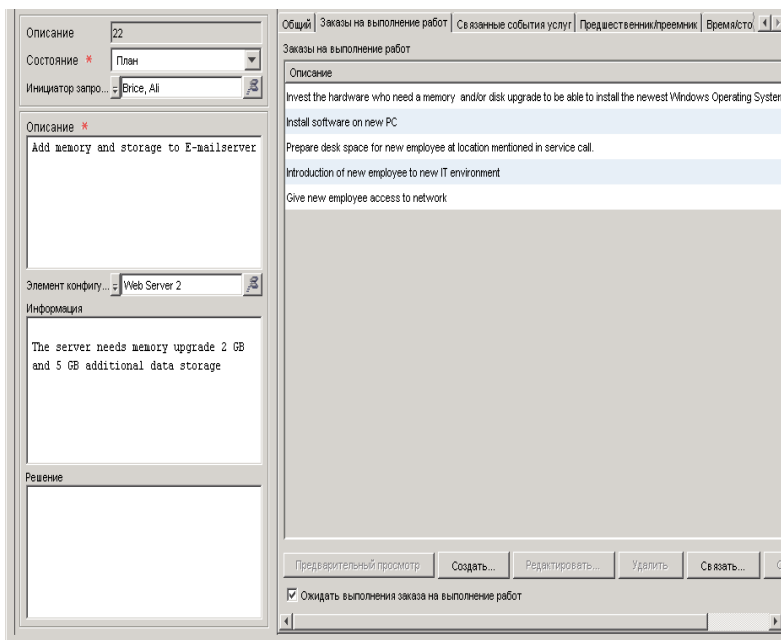 Описание 22
Состояние * План
Инициатор запро... Brice, Ali
Описание *
Add memory and storage to E-mailserver
Элемент конфигу... Web Server 2
Информация
The server needs memory upgrade 2 GB
and 5 GB additional data storage
Решение
Общий Заказы на выполнение работ Связанные события услуг Предшественник/преемник Время/сто
Заказы на выполнение работ
Описание
Invest the hardware who need a memory and/or disk upgrade to be able to install the newest Windows Operating System
Install software on new PC
Prepare desk space for new employee at location mentioned in service call.
Introduction of new employee to new IT environment
Give new employee access to network
Предварительный просмотр Создать... Редактировать... Удалить Связать...
Ожидать выполнения заказа на выполнение работ